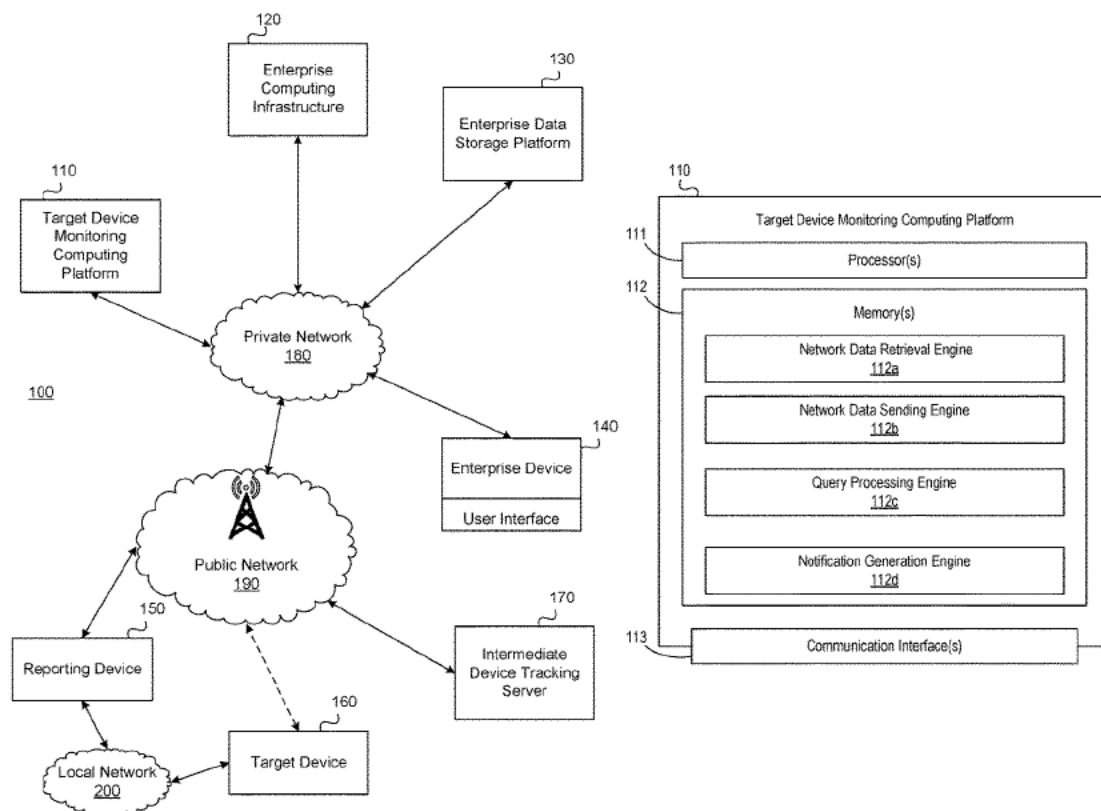 120
Enterprise
Computing
Infrastructure
130
Enterprise Data
Storage Platform
110
Target Device
Monitoring
Computing
Platform
Private Network
180
100
140
Enterprise Device
User Interface
Public Network
190
150
Reporting Device
170
Intermediate
Device Tracking
Server
160
Target Device
Local Network
200
110
Target Device Monitoring Computing Platform
111
Processor(s)
112
Memory(s)
Network Data Retrieval Engine
112a
Network Data Sending Engine
112b
Query Processing Engine
112c
Notification Generation Engine
112d
113
Communication Interface(s)